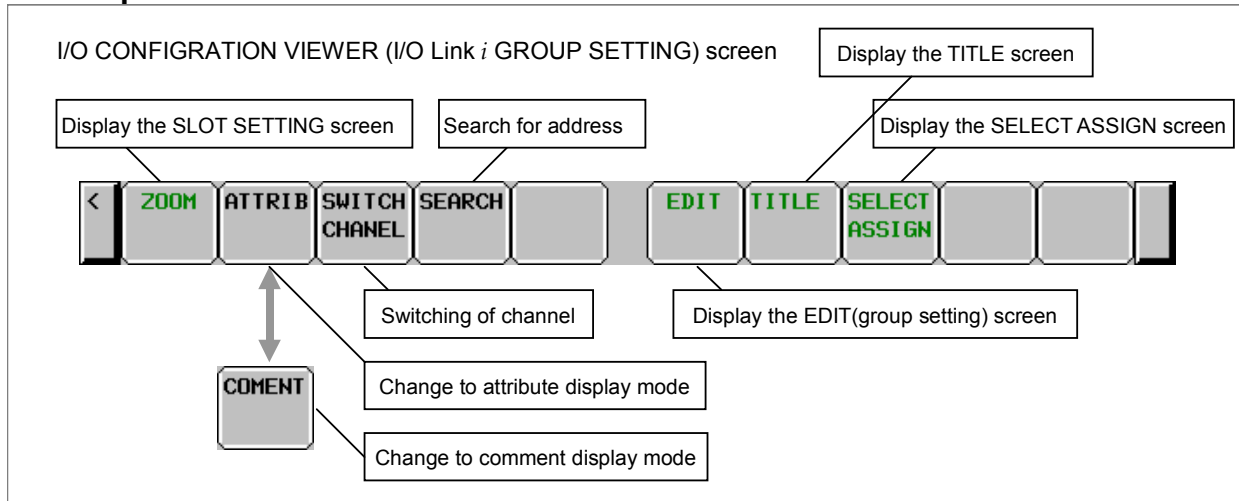 I/O CONFIGRATION VIEWER (I/O Link i GROUP SETTING) screen
Display the TITLE screen
Display the SLOT SETTING screen
Search for address
Display the SELECT ASSIGN screen
<
ZOOM
ATTRIB
SWITCH
CHANEL
SEARCH
EDIT
TITLE
SELECT
ASSIGN
Switching of channel
Display the EDIT(group setting) screen
COMENT
Change to attribute display mode
Change to comment display mode